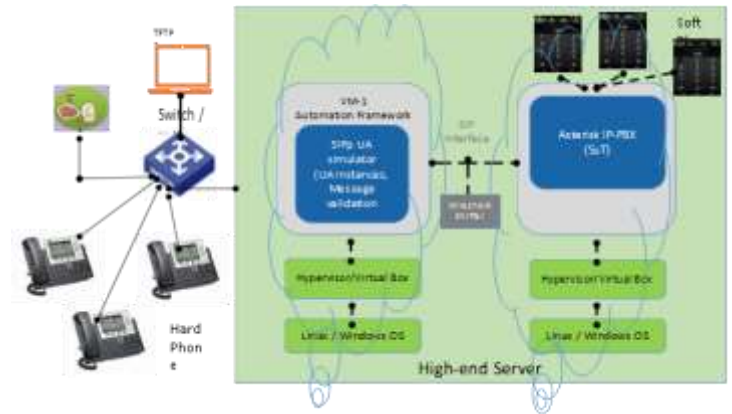 TFTP
Switch /
Hard
Phon
e
VM-1
Automation Framework
SIPp UA
simulator
(UA Instances,
Message
validation
Hypervisor/Virtual Box
Linux / Windows OS
SIP
Interface
Wireshark
Soft
Asterisk IP-PBX
(SuT)
Hypervisor/Virtual Box
Linux / Windows OS
High-end Server